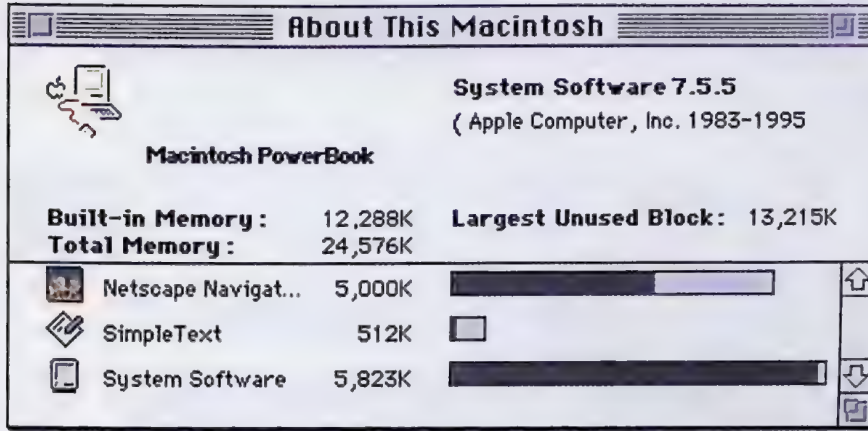 About This Macintosh
System Software 7.5.5
( Apple Computer, Inc. 1983-1995
Macintosh PowerBook
Built-in Memory: 12,288K Largest Unused Block: 13,215K
Total Memory: 24,576K
Netscape Navigat... 5,000K
SimpleText 512K
System Software 5,823K